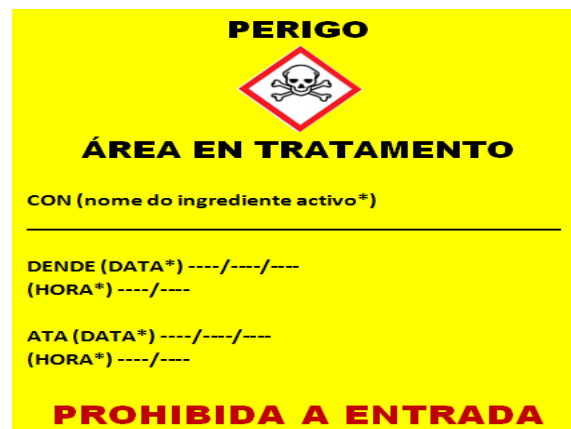 PERIGO
ÁREA EN TRATAMENTO
CON (nome do ingrediente activo*)
DENDE (DATA*) ----/----/----
(HORA*) ----/----
ATA (DATA*) ----/----/----
(HORA*) ----/----
PROHIBIDA A ENTRADA